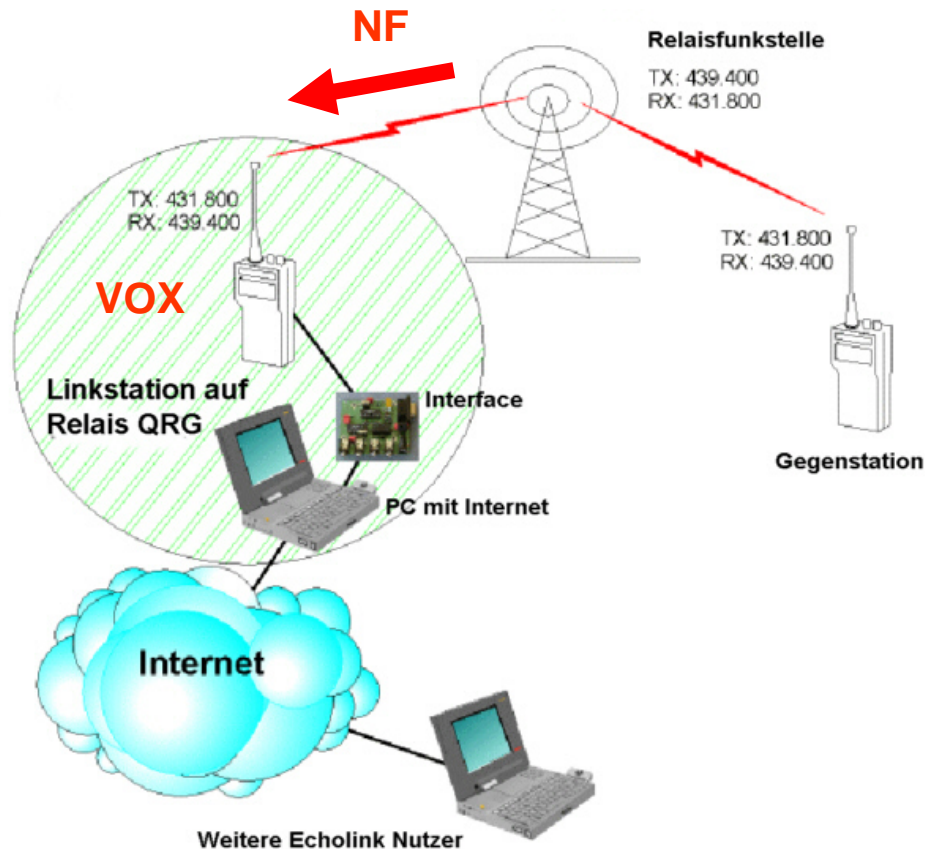 NF
Relaisfunkstelle
TX: 439.400
RX: 431.800
TX: 431.800
RX: 439.400
TX: 431.800
RX: 439.400
VOX
Linkstation auf
Relais QRG
Interface
Gegenstation
PC mit Internet
Internet
Weitere Echolink Nutzer